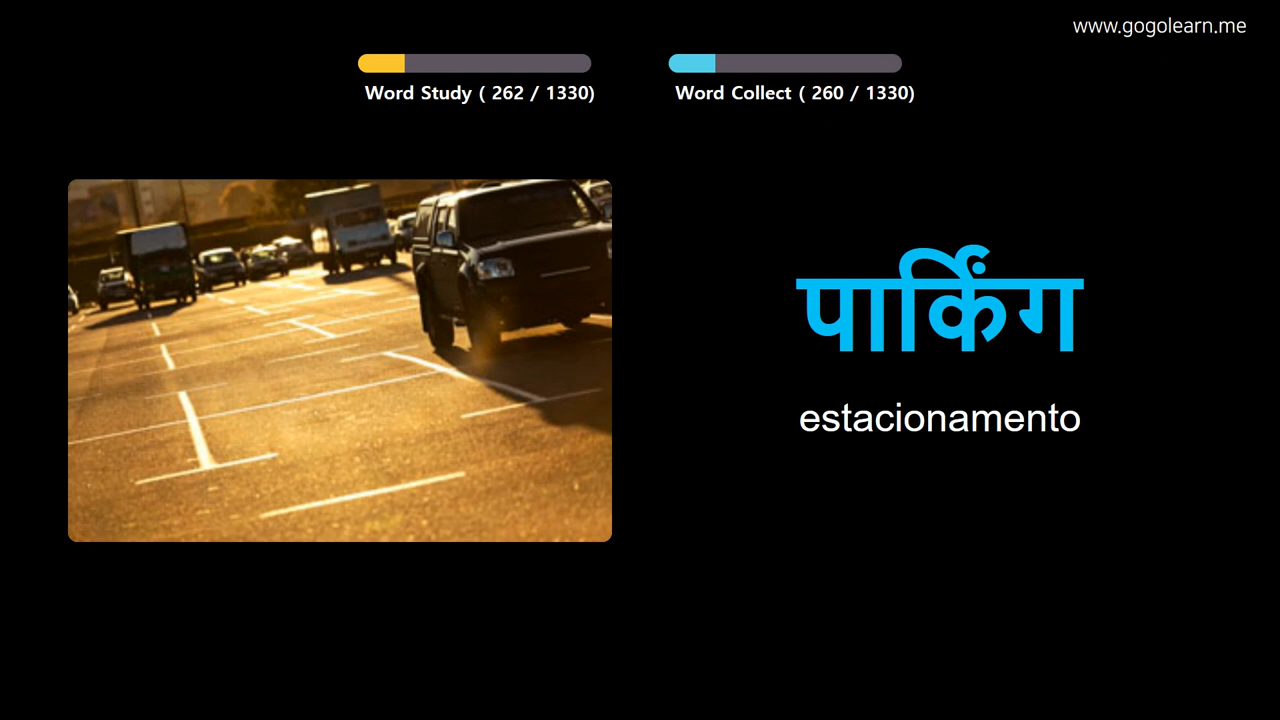 www.gogolearn.me
Word Study ( 262 / 1330)
Word Collect ( 260 / 1330)
पार्किंग
estacionamento